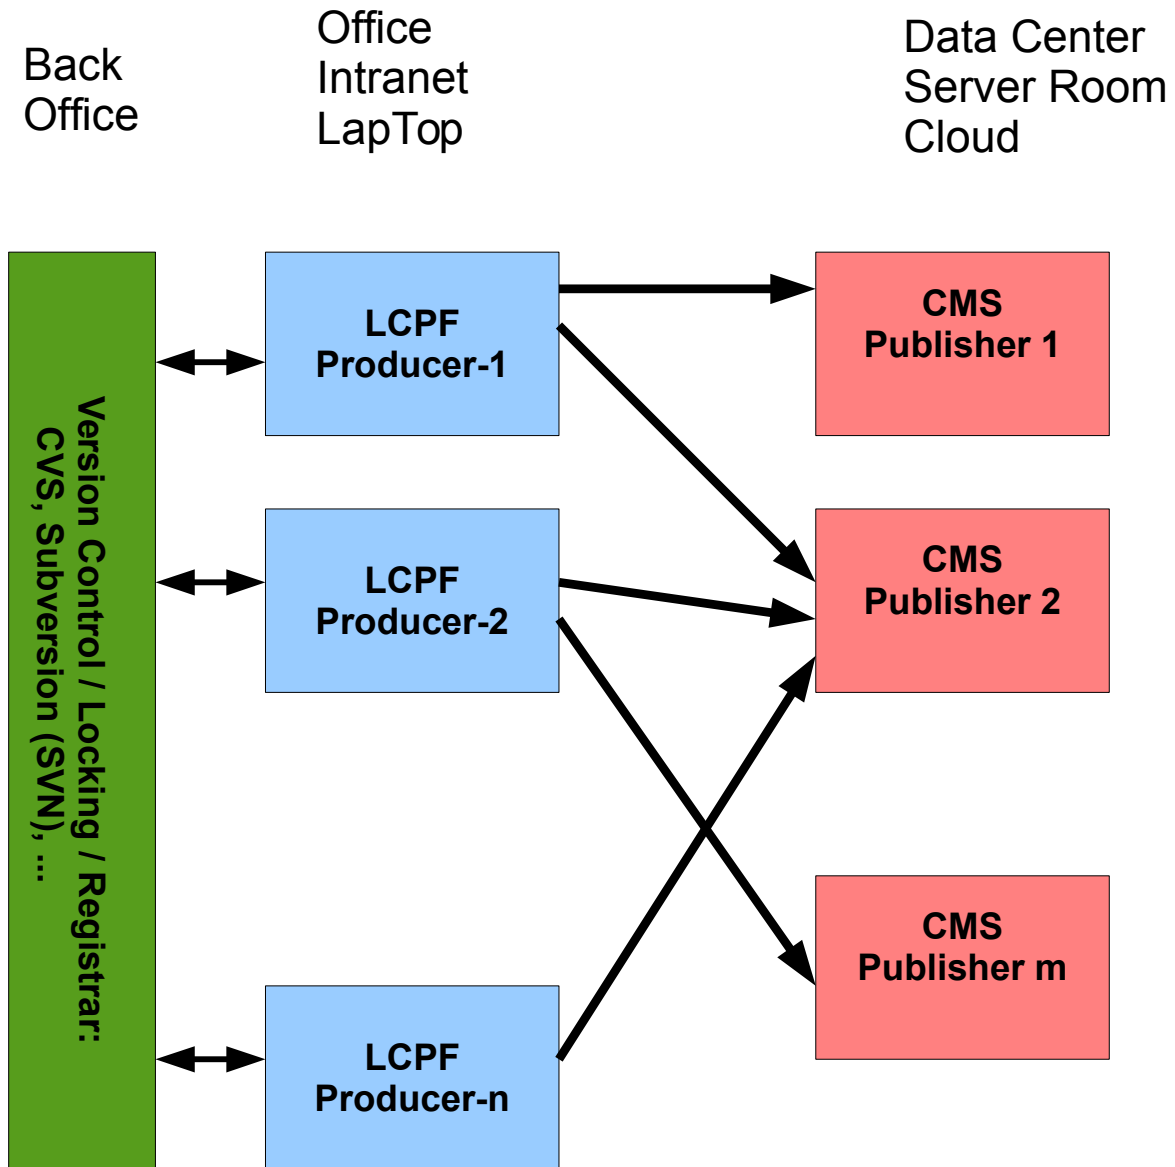 Back
Office
Office
Intranet
LapTop
Data Center
Server Room
Cloud
Version Control / Locking / Registrar:
CVS, Subversion (SVN), ...
LCPF
Producer-1
CMS
Publisher 1
LCPF
Producer-2
CMS
Publisher 2
CMS
Publisher m
LCPF
Producer-n